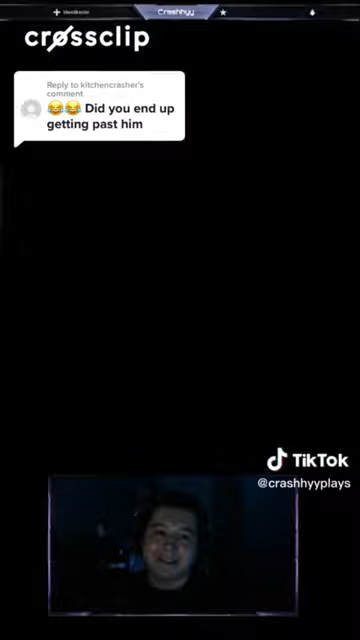 Crashhyy
crøssclip
Reply to kitchencrasher's
comment
😂😂 Did you end up
getting past him
TikTok
@crashhyyplays